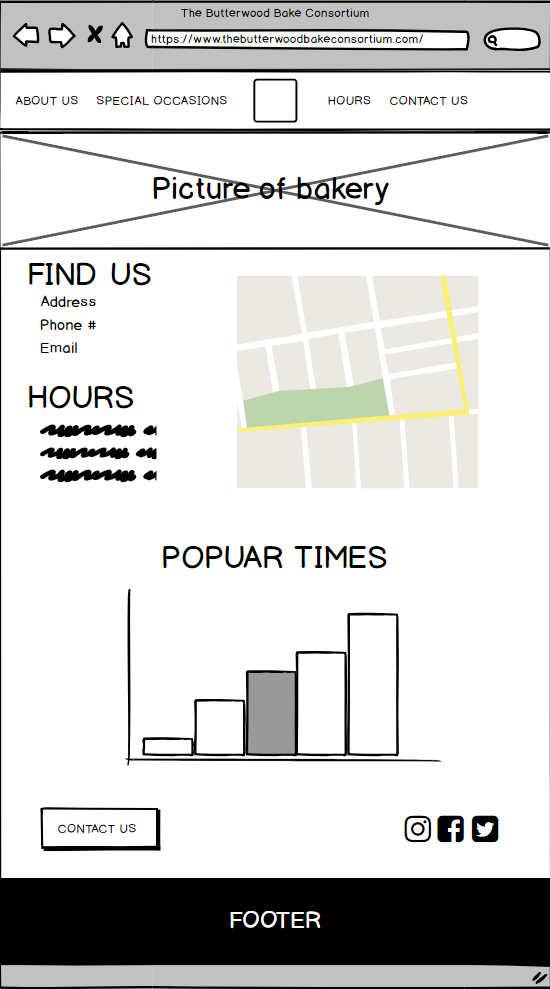 The Butterwood Bake Consortium
https://www.thebutterwoodbakeconsortium.com/
ABOUT US SPECIAL OCCASIONS HOURS CONTACT US
Picture of bakery
FIND US
Address
Phone #
Email
HOURS
POPUAR TIMES
CONTACT US
FOOTER